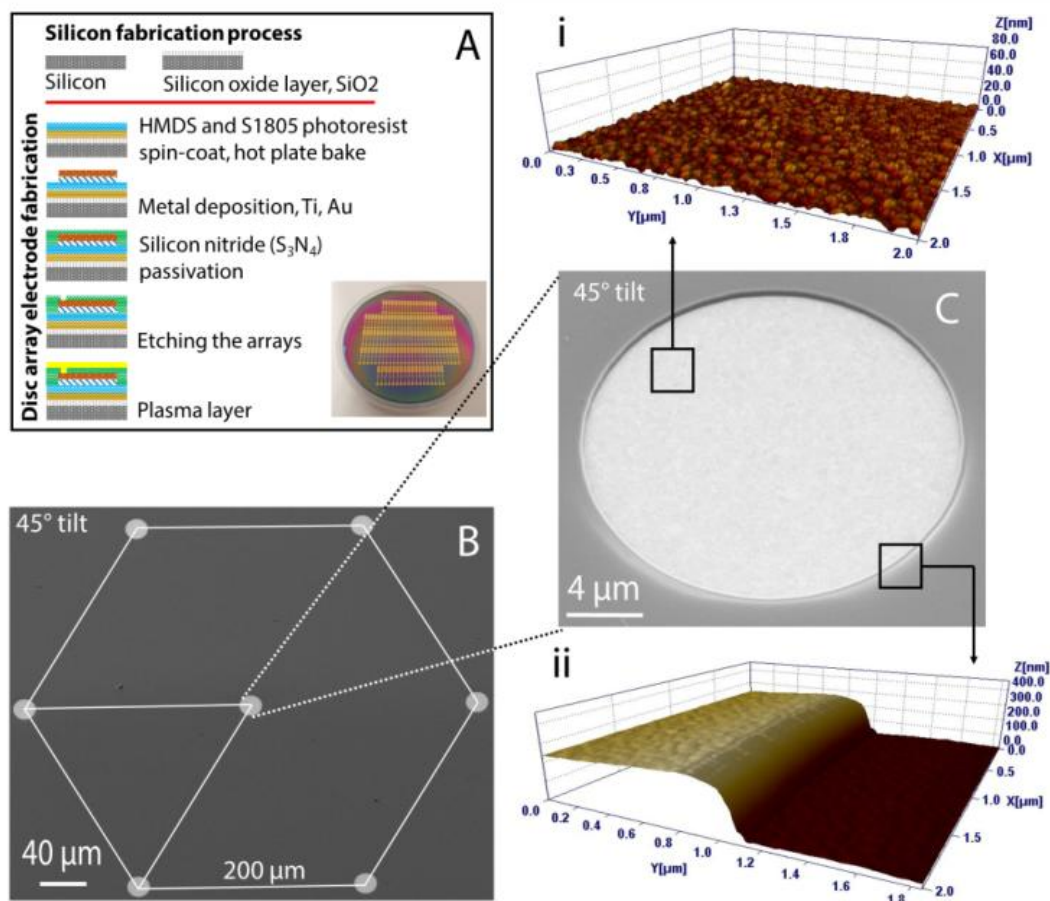 Silicon fabrication process
A
Silicon
Silicon oxide layer, SiO2
Disc array electrode fabrication
HMDS and S1805 photoresist
spin-coat, hot plate bake
Metal deposition, Ti, Au
Silicon nitride (S₃N₄)
passivation
Etching the arrays
Plasma layer
i
Z[nm]
80.0
60.0
40.0
20.0
0.0
0.5
1.0
X[µm]
1.5
2.0
0.0
0.3
0.5
0.8
1.0
Y[µm]
1.3
1.5
1.8
2.0
45° tilt
C
4 µm
45° tilt
B
200 µm
40 µm
ii
Z[nm]
400.0
300.0
200.0
100.0
0.0
0.5
1.0
X[µm]
1.5
2.0
0.0
0.2
0.4
0.6
0.8
Y[µm]
1.0
1.2
1.4
1.6
1.8